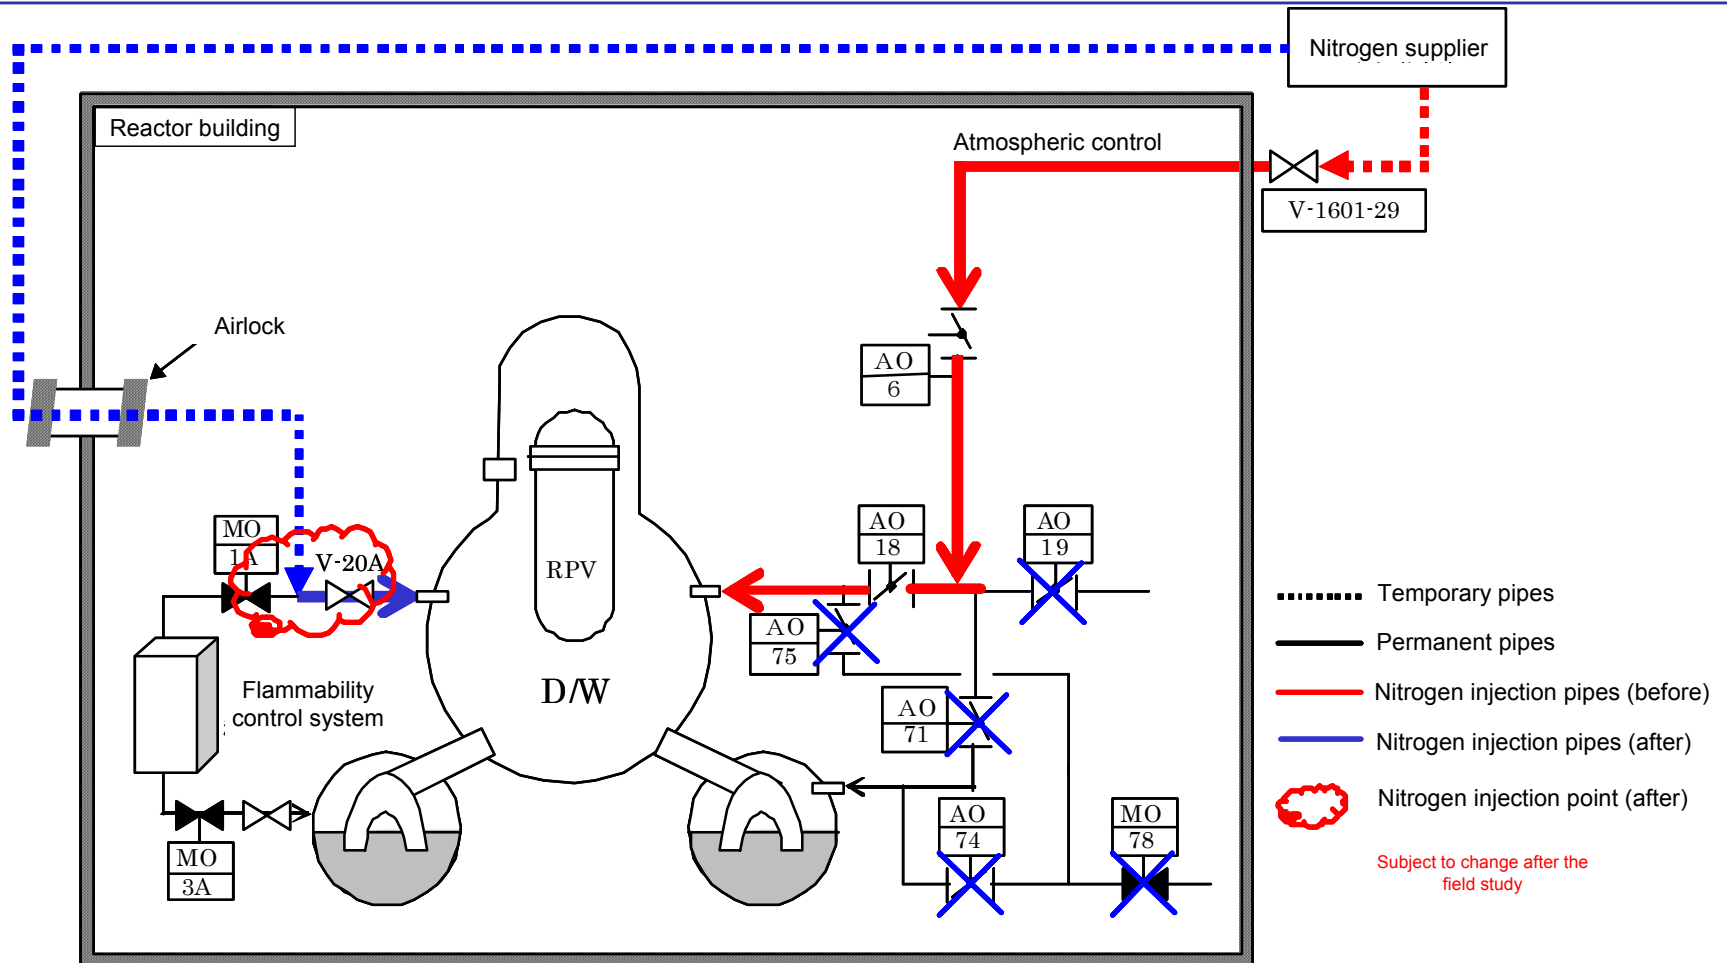 Nitrogen supplier
Reactor building
Atmospheric control
V-1601-29
Airlock
AO
6
MO
1A
V-20A
AO
18
AO
19
RPV
AO
75
D/W
Flammability
control system
AO
71
AO
74
MO
78
MO
3A
Temporary pipes
Permanent pipes
Nitrogen injection pipes (before)
Nitrogen injection pipes (after)
Nitrogen injection point (after)
Subject to change after the
field study